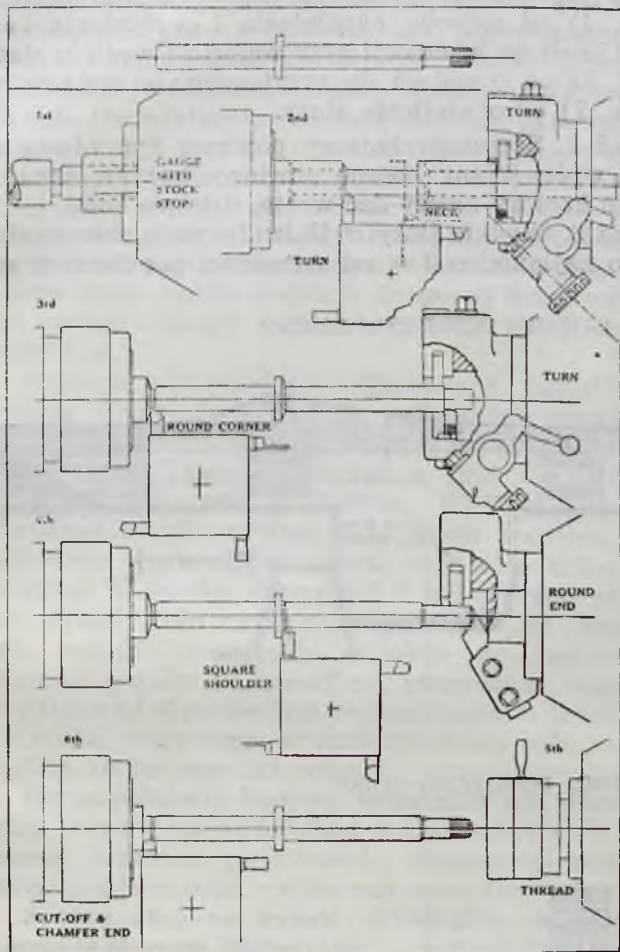 1st
2nd
TURN
GAUGE
WITH
STOCK
STOP
NECK
TURN
3rd
TURN
ROUND CORNER
4th
ROUND
END
SQUARE
SHOULDER
6th
5th
THREAD
CUT-OFF &
CHAMFER END